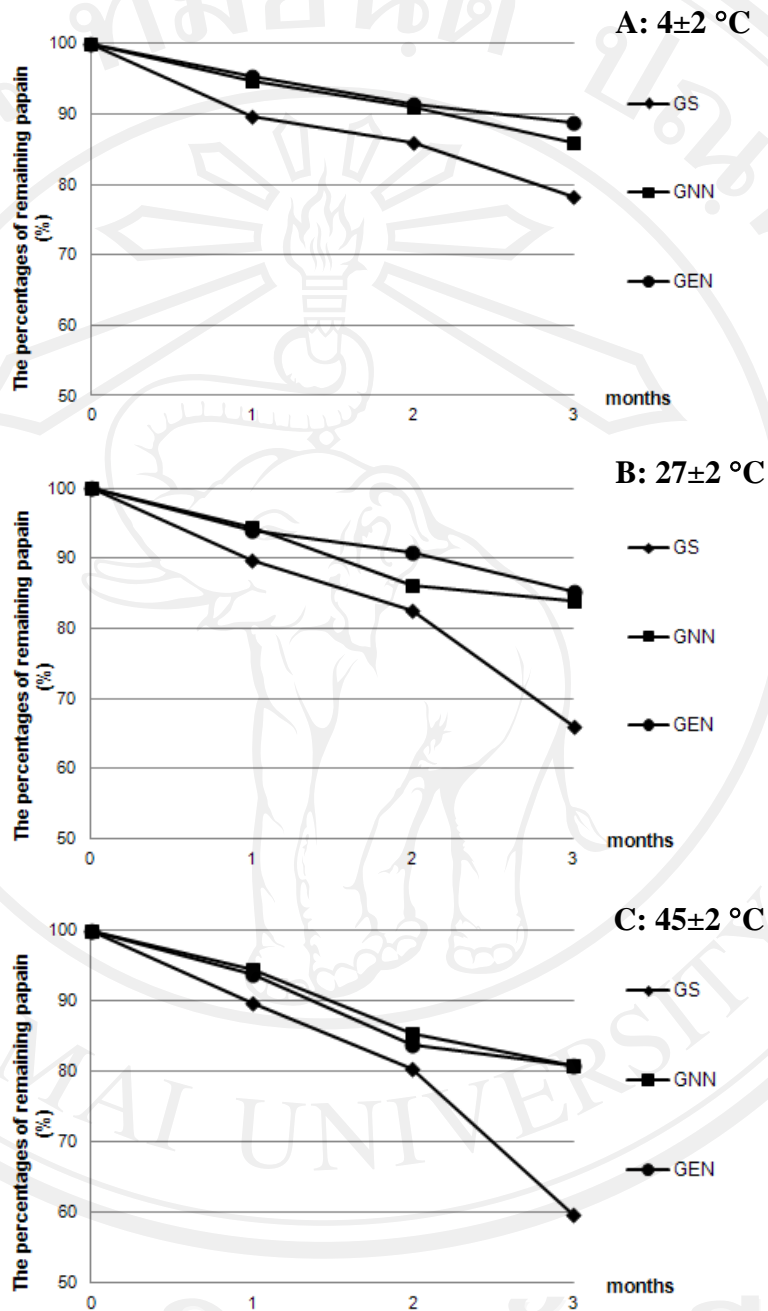 A: 4±2 °C
The percentages of remaining papain
(%)
100
90
80
70
60
50
0 1 2 3
months
GS
GNN
GEN
B: 27±2 °C
The percentages of remaining papain
(%)
100
90
80
70
60
50
0 1 2 3
months
GS
GNN
GEN
C: 45±2 °C
The percentages of remaining papain
(%)
100
90
80
70
60
50
0 1 2 3
months
GS
GNN
GEN
MAI UNIVERSITY